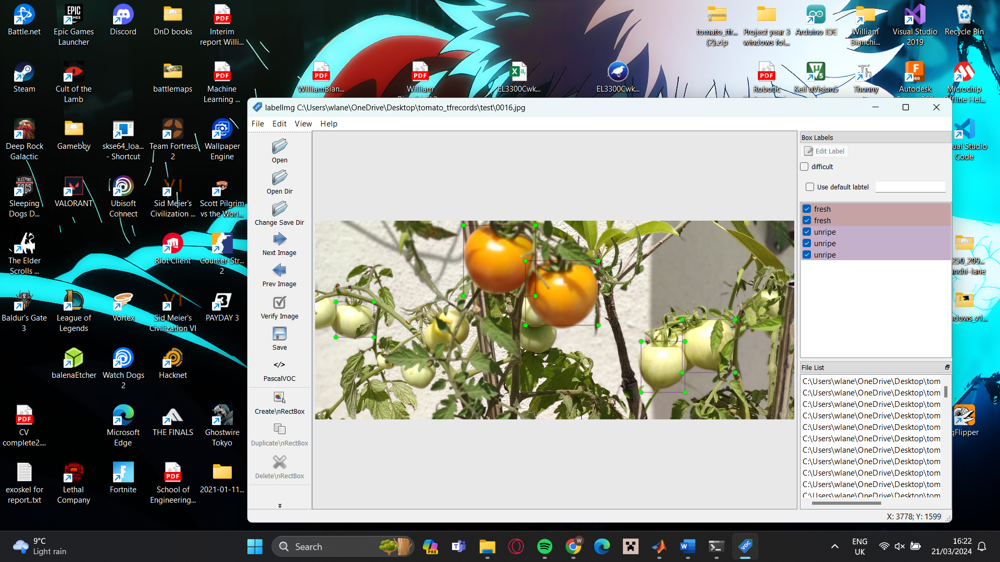 Battle.net
Epic Games
Launcher
Discord
DnD books
Interim
report Willi...
tomato_tfr...
(2).zip
Project year 3
windows fol...
Arduino IDE
William
Bianchi...
Visual Studio
2019
Recycle Bin
Steam
Cult of the
Lamb
battlemaps
Machine
Learning ...
WilliamBian...
William
EL3300Cwk...
EL3300Cwk...
Robotic
Keil uVision5
Thonny
Autodesk
Microchip
Offline Hel...
labelImg C:\Users\wlane\OneDrive\Desktop\tomato_tfrecords\test\0016.jpg
File Edit View Help
Deep Rock
Galactic
Gameboy
skse64_loa...
- Shortcut
Team Fortress
2
Wallpaper
Engine
Open
Open Dir
Change Save Dir
Next Image
Prev Image
Verify Image
Save
</>
PascalVOC
Create\nRectBox
Duplicate\nRectBox
Delete\nRectBox
Box Labels
Edit Label
difficult
Use default labtel
fresh
fresh
unripe
unripe
unripe
File List
C:\Users\wlane\OneDrive\Desktop\tom
C:\Users\wlane\OneDrive\Desktop\tom
C:\Users\wlane\OneDrive\Desktop\tom
C:\Users\wlane\OneDrive\Desktop\tom
C:\Users\wlane\OneDrive\Desktop\tom
C:\Users\wlane\OneDrive\Desktop\tom
C:\Users\wlane\OneDrive\Desktop\tom
C:\Users\wlane\OneDrive\Desktop\tom
C:\Users\wlane\OneDrive\Desktop\tom
C:\Users\wlane\OneDrive\Desktop\tom
C:\Users\wlane\OneDrive\Desktop\tom
X: 3778; Y: 1599
ual Studio
Code
250_209...
nchi-lane
dows_v1...
qFlipper
Sleeping
Dogs D...
VALORANT
Ubisoft
Connect
Sid Meier's
Civilization ...
Scott Pilgrim
vs the Worl...
The Elder
Scrolls ...
Riot Client
Counter-Str...
2
Baldur's Gate
3
League of
Legends
Vortex
Sid Meier's
Civilization VI
PAYDAY 3
balenaEtcher
Watch Dogs
2
Hacknet
CV
complete2....
Microsoft
Edge
THE FINALS
Ghostwire
Tokyo
exoskel for
report..txt
Lethal
Company
Fortnite
School of
Engineering...
2021-01-11...
9°C
Light rain
Search
ENG
UK
16:22
21/03/2024